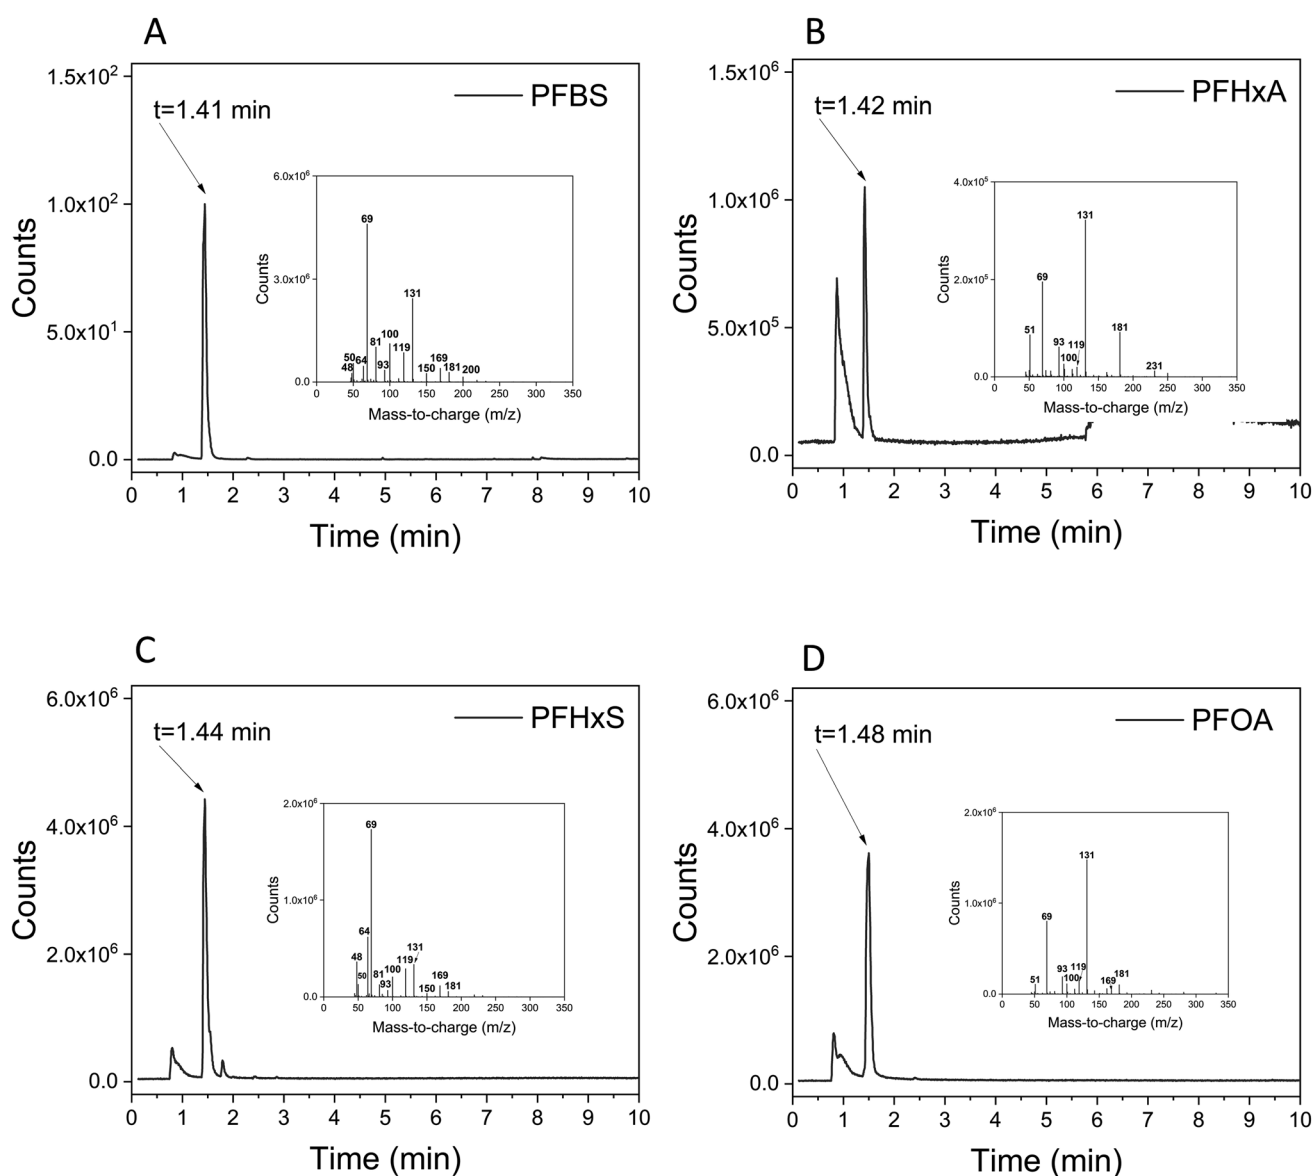 A
1.5x10²
PFBS
t=1.41 min
1.0x10²
Counts
5.0x10¹
0.0
0 1 2 3 4 5 6 7 8 9 10
Time (min)
6.0x10⁶
69
Counts
3.0x10⁶
131
100
81
119
50
64
48
93
150
169
181
200
0.0
0 50 100 150 200 250 300 350
Mass-to-charge (m/z)
B
1.5x10⁶
PFHxA
t=1.42 min
1.0x10⁶
Counts
5.0x10⁵
0.0
0 1 2 3 4 5 6 7 8 9 10
Time (min)
4.0x10⁵
131
Counts
2.0x10⁵
69
51
93
119
100
181
231
0.0
0 50 100 150 200 250 300 350
Mass-to-charge (m/z)
C
6.0x10⁶
PFHxS
t=1.44 min
4.0x10⁶
Counts
2.0x10⁶
0.0
0 1 2 3 4 5 6 7 8 9 10
Time (min)
2.0x10⁶
69
Counts
1.0x10⁶
64
48
50
81
93
100
119
131
150
169
181
0.0
0 50 100 150 200 250 300 350
Mass-to-charge (m/z)
D
6.0x10⁶
PFOA
t=1.48 min
4.0x10⁶
Counts
2.0x10⁶
0.0
0 1 2 3 4 5 6 7 8 9 10
Time (min)
2.0x10⁶
131
Counts
1.0x10⁶
69
51
93
100
119
169
181
0.0
0 50 100 150 200 250 300 350
Mass-to-charge (m/z)